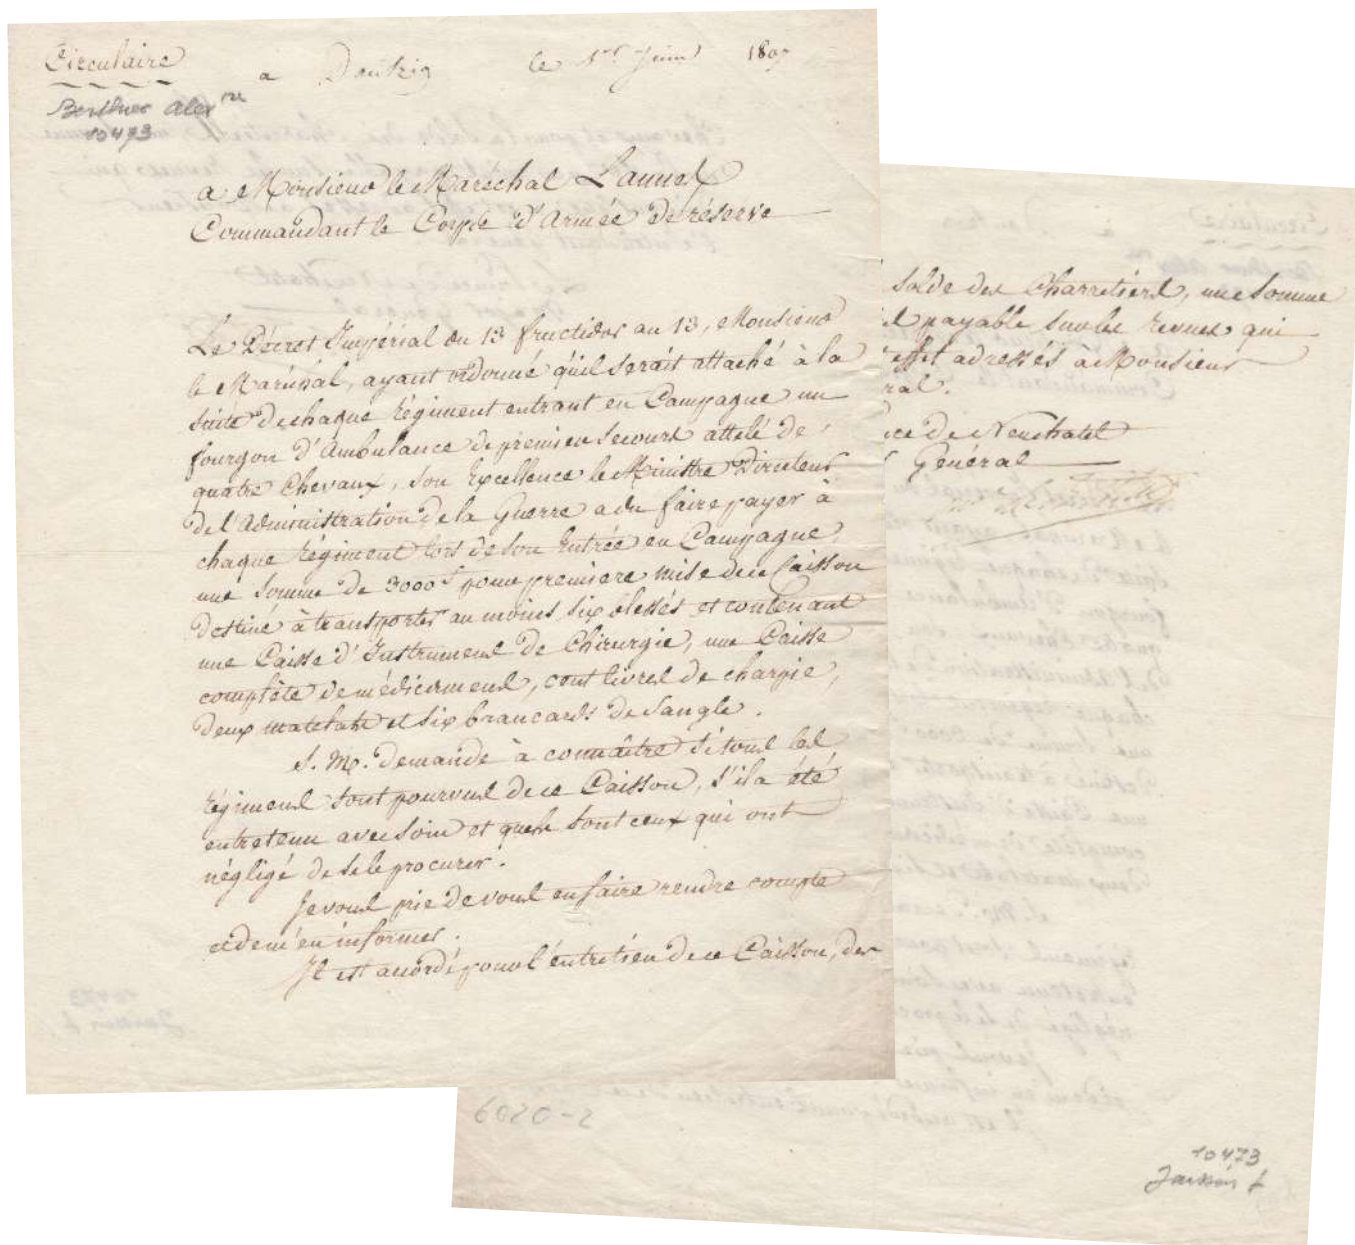 Circulaire
a Dantzig le 1er Juin 1807
Berthier Alexre
10473
a Monsieur le Maréchal Lannes
Commandant le Corps d'Armée de réserve
Le Décret Impérial du 13 fructidor an 13, Monsieur
le Maréchal, ayant ordonné qu'il serait attaché à la
suite de chaque régiment entrant en Campagne un
fourgon d'Ambulance de premiers secours attelé de
quatre Chevaux, Son Excellence le Ministre Directeur
de l'Administration de la Guerre a du faire payer à
chaque régiment lors de son entrée en Campagne,
une somme de 3000f pour premiere mise de ce Caisson
destiné à transporter au moins six blessés et contenant
une Caisse d'Instrumens de Chirurgie, une Caisse
complète de médicamens, cent livres de charpie,
deux matelats et six brancards de sangle.
S. M. demande à connaître si tous les
régimens sont pourvus de ce Caisson, s'il a été
entretenu avec soin et quels sont ceux qui ont
négligé de se le procurer.
Je vous prie de vous en faire rendre compte
et de m'en informer.
Il est accordé pour l'entretien de ce Caisson, des
solde des Charretiers, une somme
payable sur les revues qui
effet adressés à Monsieur
ral.
ce de Neuchatel
Général
6020-2
10473